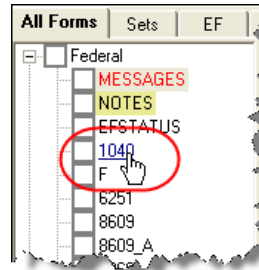 All Forms Sets EF
Federal
MESSAGES
NOTES
EFSTATUS
1040
F
6251
8609
8609_A